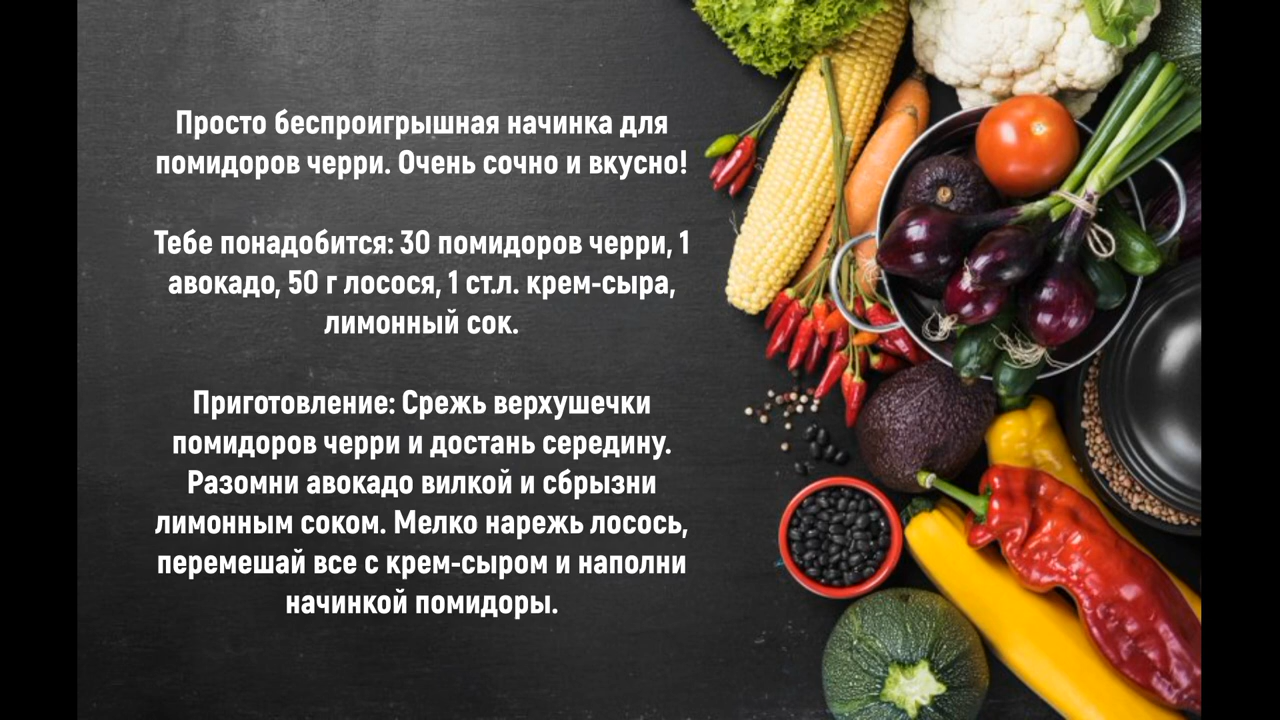 Просто беспроигрышная начинка для
помидоров черри. Очень сочно и вкусно!
Тебе понадобится: 30 помидоров черри, 1
авокадо, 50 г лосося, 1 ст.л. крем-сыра,
лимонный сок.
Приготовление: Срежь верхушечки
помидоров черри и достань середину.
Разомни авокадо вилкой и сбрызни
лимонным соком. Мелко нарежь лосось,
перемешай все с крем-сыром и наполни
начинкой помидоры.